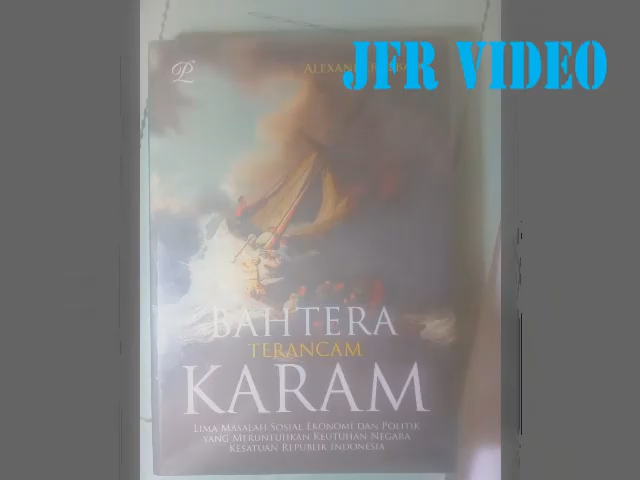 JFR VIDEO
BAHTERA
TERANCAM
KARAM
LIMA MASALAH SOSIAL EKONOMI DAN POLITIK
YANG MERUNTUHKAN KEUTUHAN NEGARA
KESATUAN REPUBLIK INDONESIA